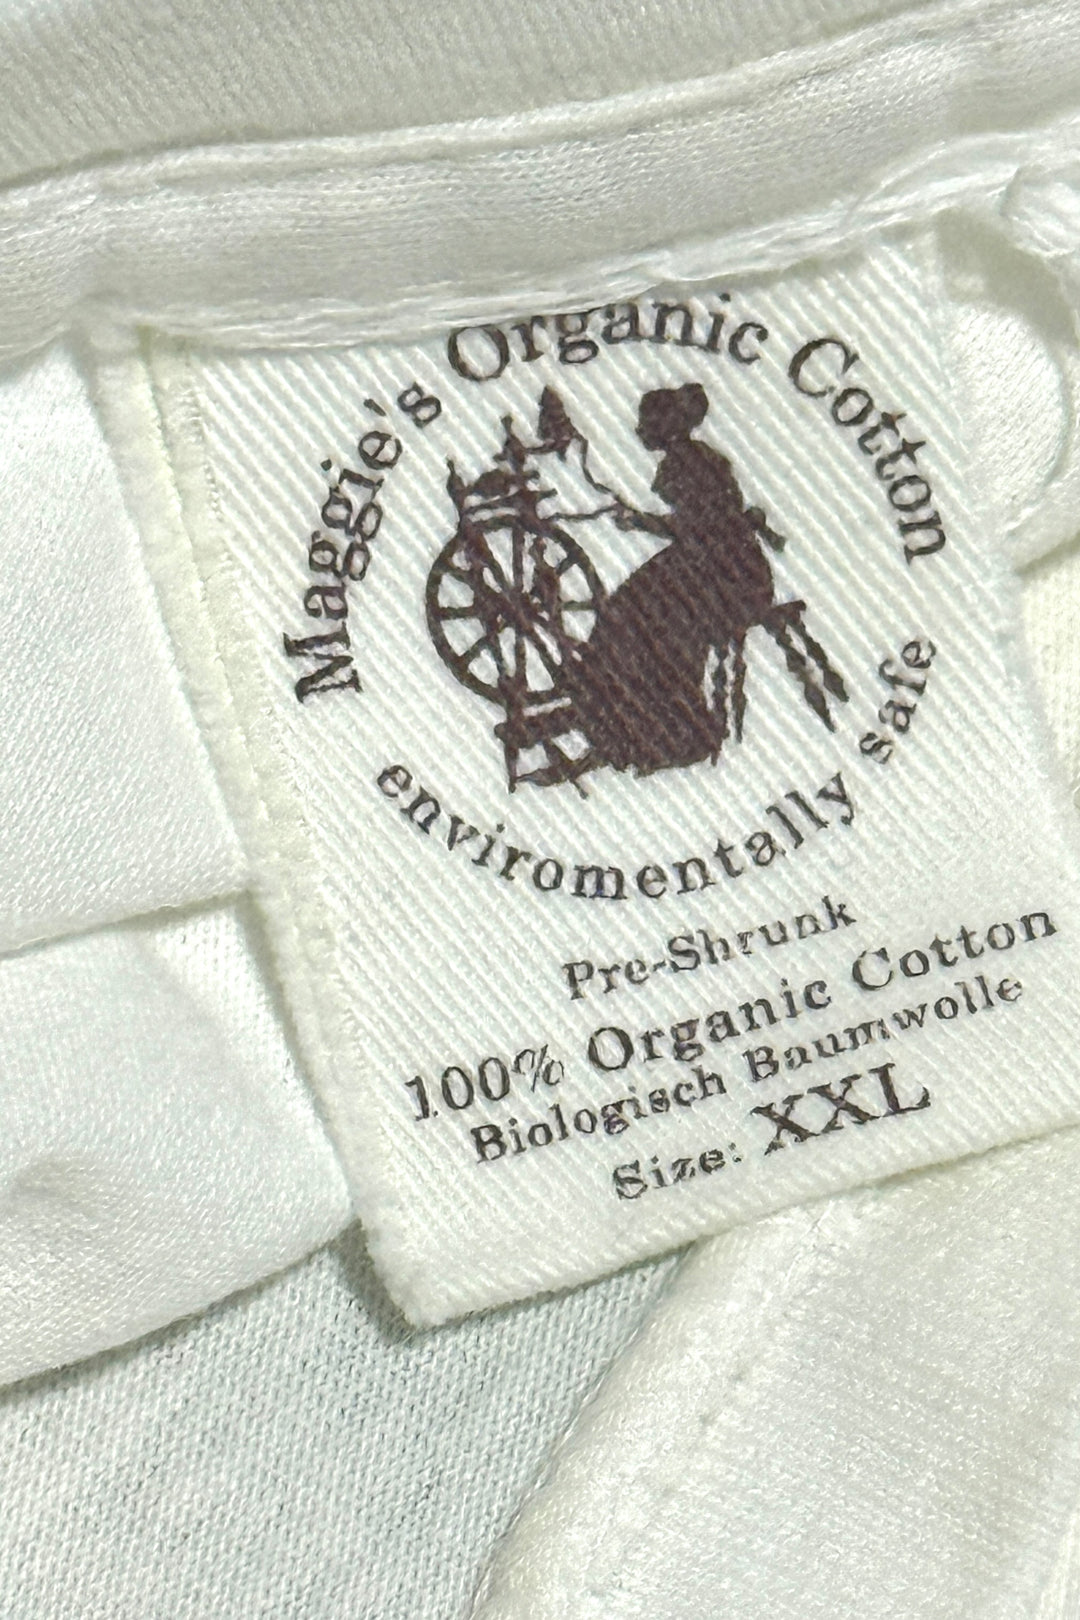 Maggie's Organic Cotton
enviromentally safe
Pre-Shrunk
100% Organic Cotton
Biologisch Baumwolle
Size: XXL